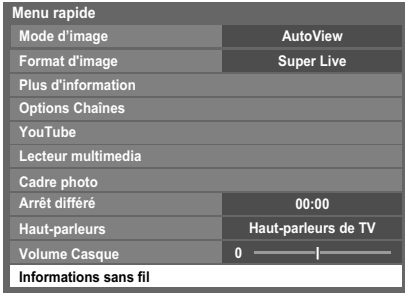 Menu rapide
Mode d'image AutoView
Format d'image Super Live
Plus d'information
Options Chaînes
YouTube
Lecteur multimedia
Cadre photo
Arrêt différé 00:00
Haut-parleurs Haut-parleurs de TV
Volume Casque 0
Informations sans fil